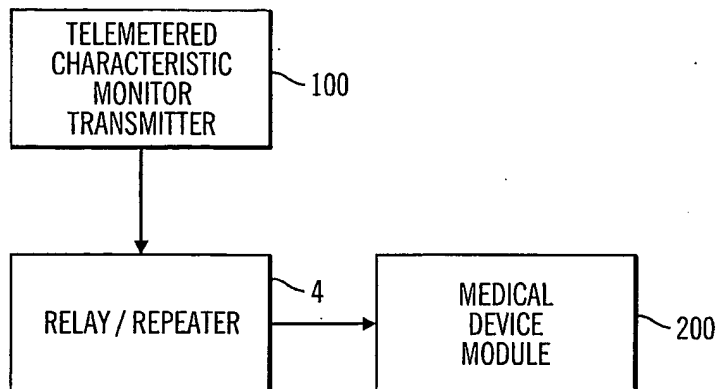 TELEMETERED
CHARACTERISTIC
MONITOR
TRANSMITTER
100
RELAY / REPEATER
4
MEDICAL
DEVICE
MODULE
200